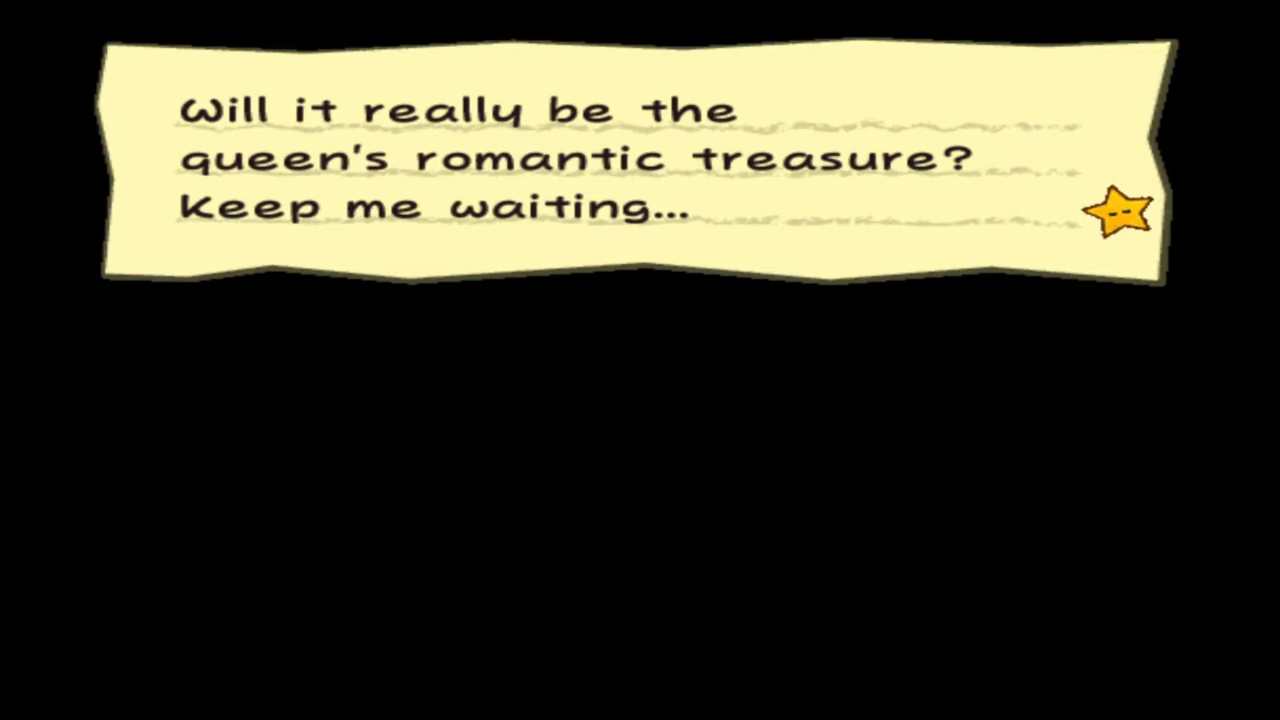 Will it really be the
queen's romantic treasure?
Keep me waiting...